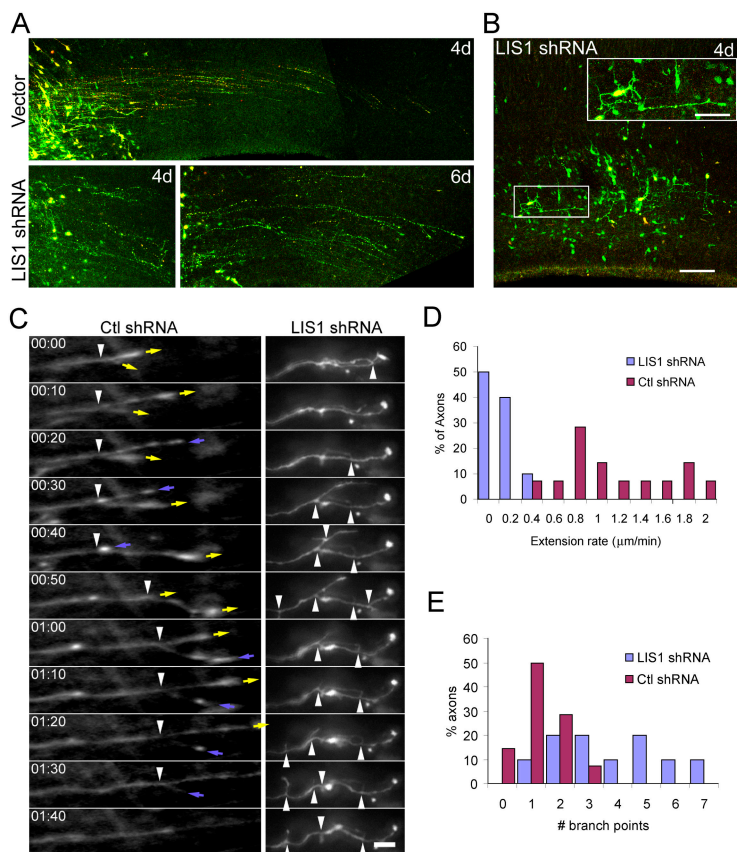 A
4d
Vector
4d
6d
LIS1 shRNA
B
LIS1 shRNA
4d
C
Ctl shRNA
LIS1 shRNA
00:00
00:10
00:20
00:30
00:40
00:50
01:00
01:10
01:20
01:30
01:40
D
60
50
40
30
20
10
0
% of Axons
LIS1 shRNA
Ctl shRNA
0 0.2 0.4 0.6 0.8 1 1.2 1.4 1.6 1.8 2
Extension rate (μm/min)
E
60
50
40
30
20
10
0
% axons
LIS1 shRNA
Ctl shRNA
0 1 2 3 4 5 6 7
# branch points